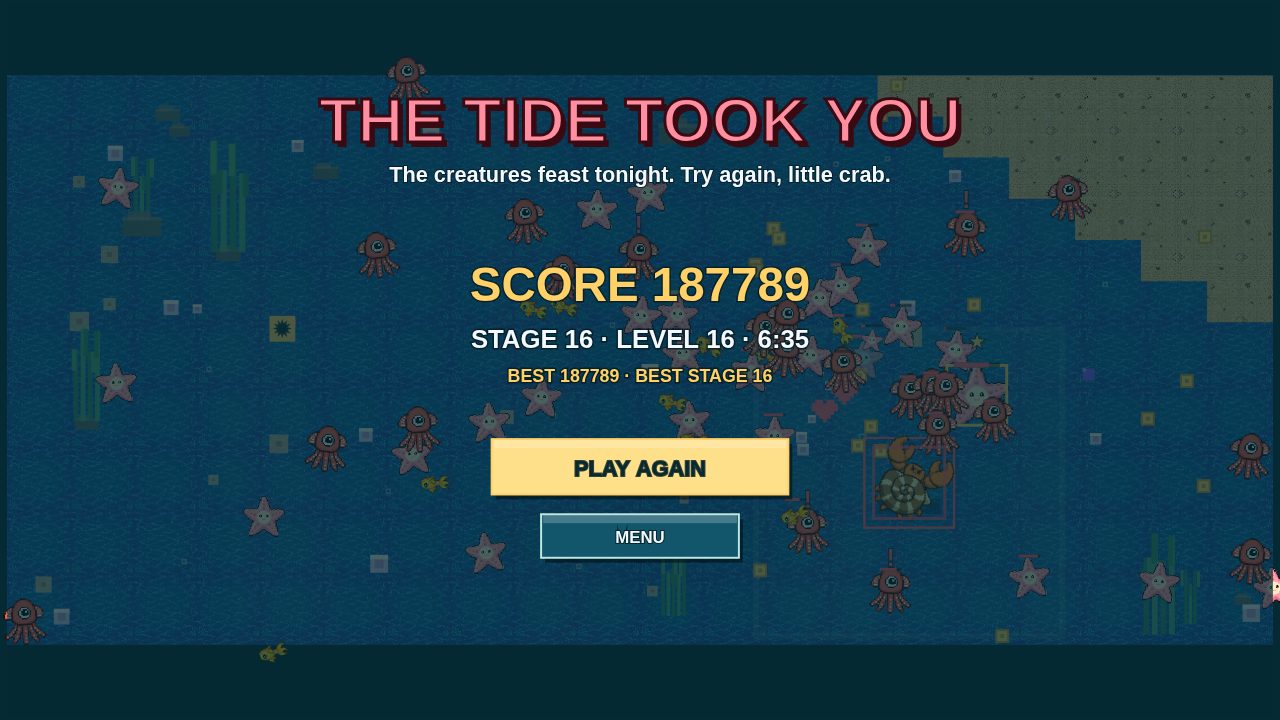 THE TIDE TOOK YOU
The creatures feast tonight. Try again, little crab.
SCORE 187789
STAGE 16 · LEVEL 16 · 6:35
BEST 187789 · BEST STAGE 16
PLAY AGAIN
MENU